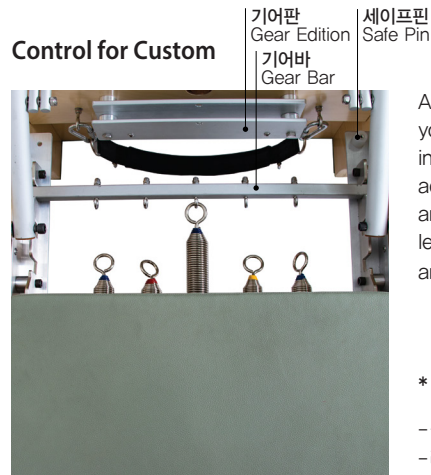 기어판
Gear Edition
세이프핀
Safe Pin
Control for Custom
기어바
Gear Bar
*
-
-